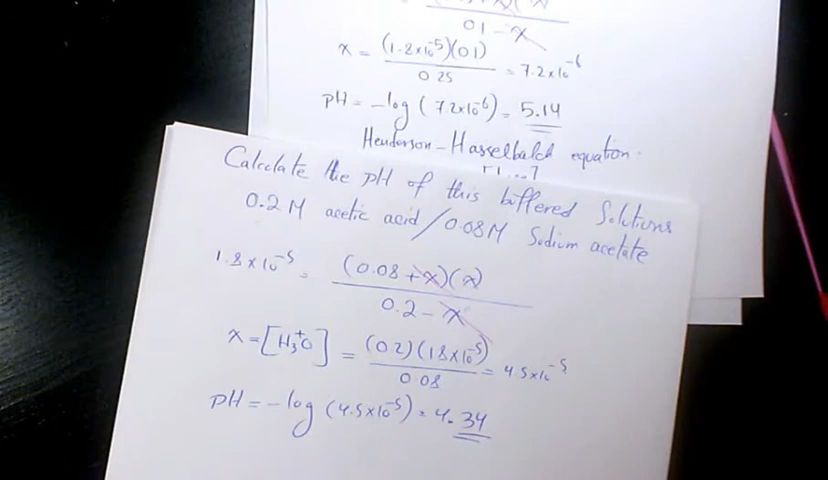 0.1 - x
x = (1.8x10⁻⁵)(0.1)
0.25
= 7.2x10⁻⁶
pH = -log (7.2x10⁻⁶) = 5.14
Henderson-Hasselbalch equation.
Calculate the pH of this buffered Solutions
0.2 M acetic acid / 0.08 M Sodium acetate
1.8 x 10⁻⁵ = (0.08 + x)(x)
0.2 - x
x = [H₃⁺O] = (0.2)(1.8x10⁻⁵)
0.08
= 4.5x10⁻⁵
pH = -log (4.5x10⁻⁵) = 4.34